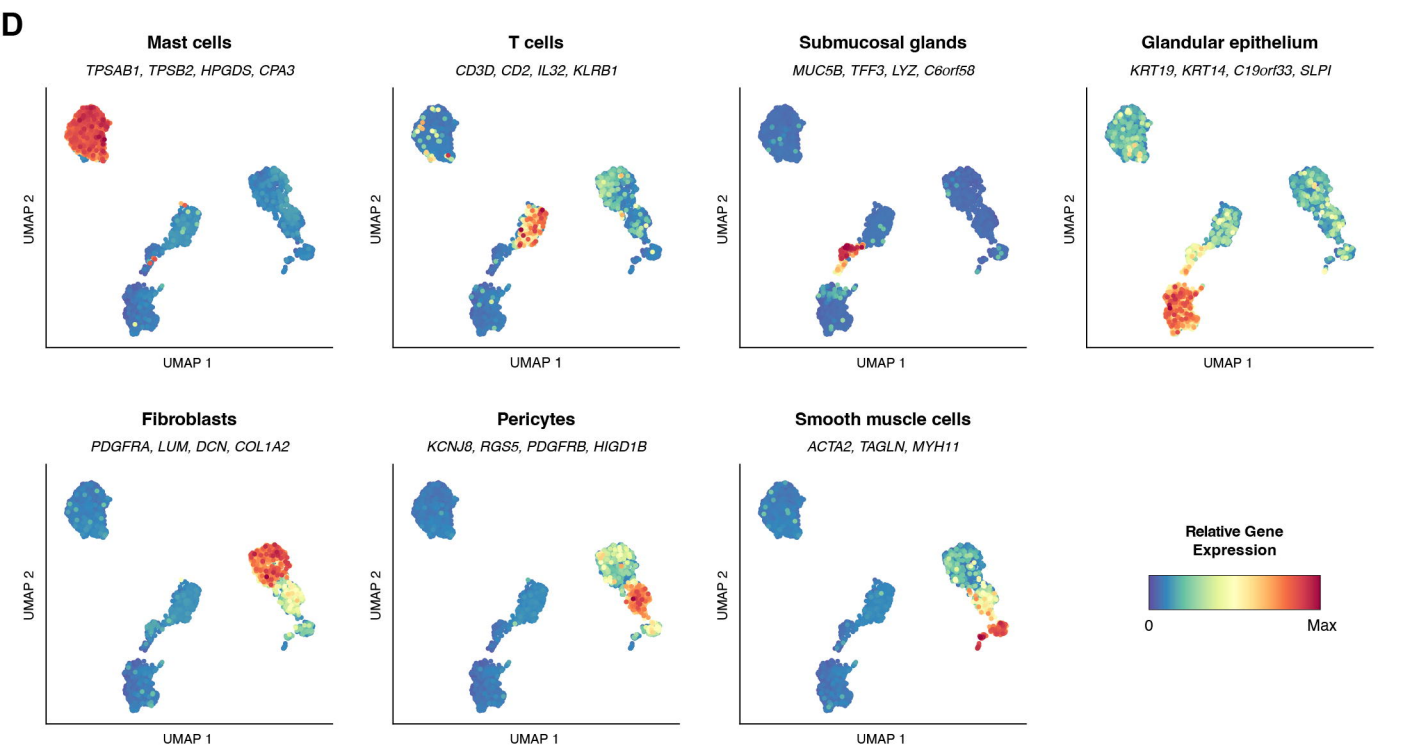 D
Mast cells
TPSAB1, TPSB2, HPGDS, CPA3
UMAP 2
UMAP 1
T cells
CD3D, CD2, IL32, KLRB1
UMAP 2
UMAP 1
Submucosal glands
MUC5B, TFF3, LYZ, C6orf58
UMAP 2
UMAP 1
Glandular epithelium
KRT19, KRT14, C19orf33, SLPI
UMAP 2
UMAP 1
Fibroblasts
PDGFRA, LUM, DCN, COL1A2
UMAP 2
UMAP 1
Pericytes
KCNJ8, RGS5, PDGFRB, HIGD1B
UMAP 2
UMAP 1
Smooth muscle cells
ACTA2, TAGLN, MYH11
UMAP 2
UMAP 1
Relative Gene
Expression
0 Max